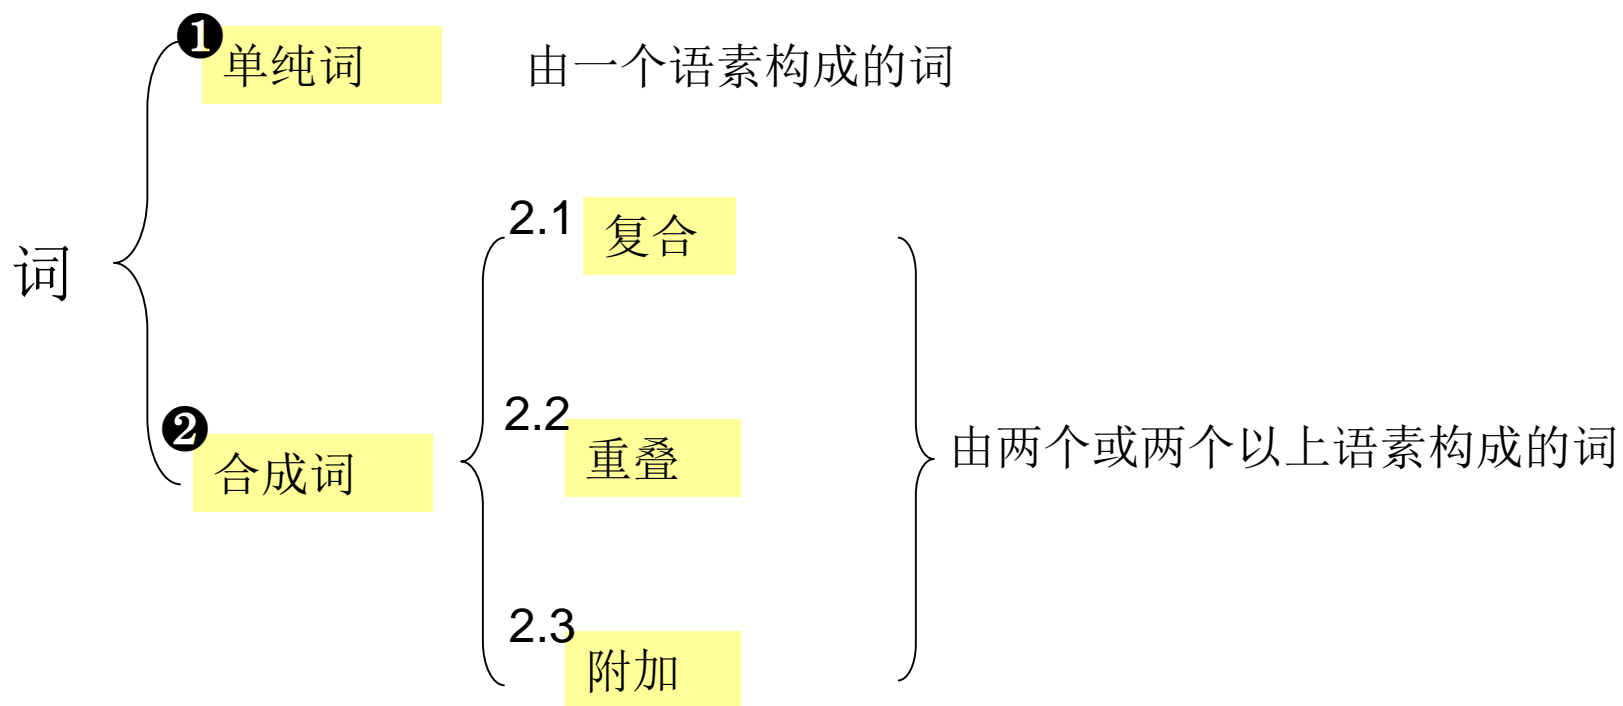 ❶
单纯词 由一个语素构成的词
2.1 复合
词
2.2
❷
重叠 由两个或两个以上语素构成的词
合成词
2.3
附加